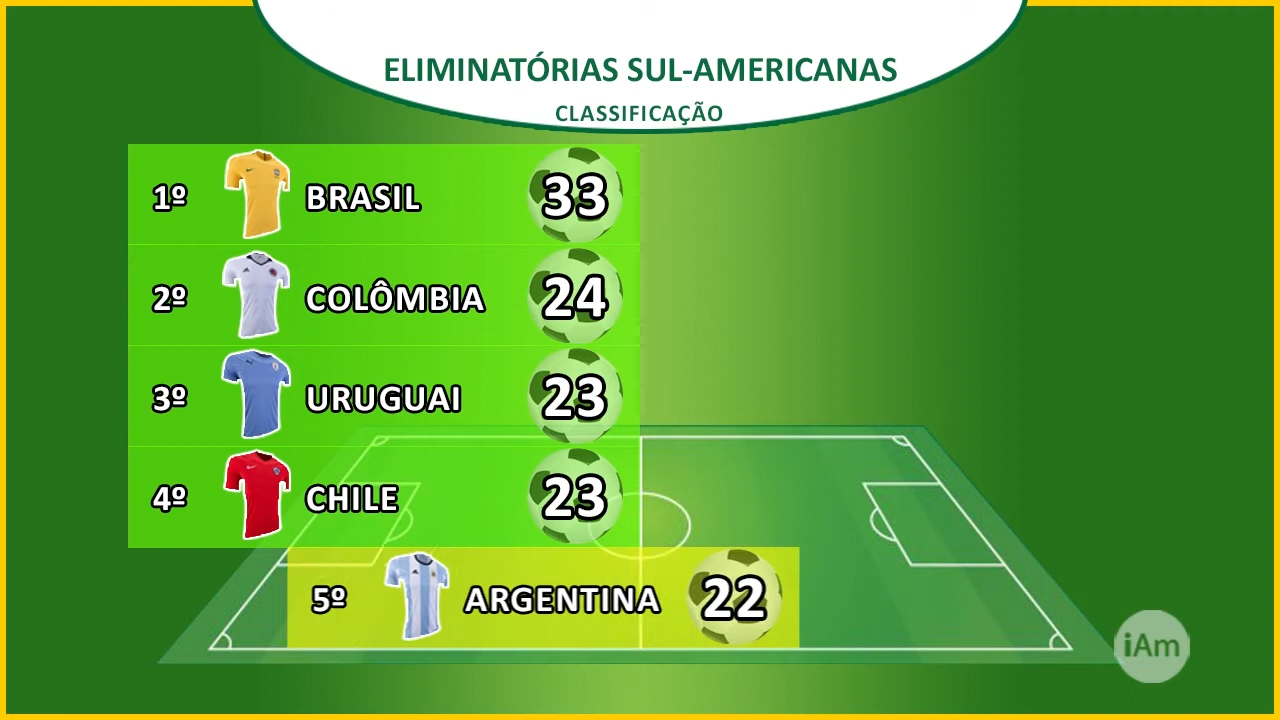 ELIMINATÓRIAS SUL-AMERICANAS
CLASSIFICAÇÃO
1º BRASIL 33
2º COLÔMBIA 24
3º URUGUAI 23
4º CHILE 23
5º ARGENTINA 22
iAm